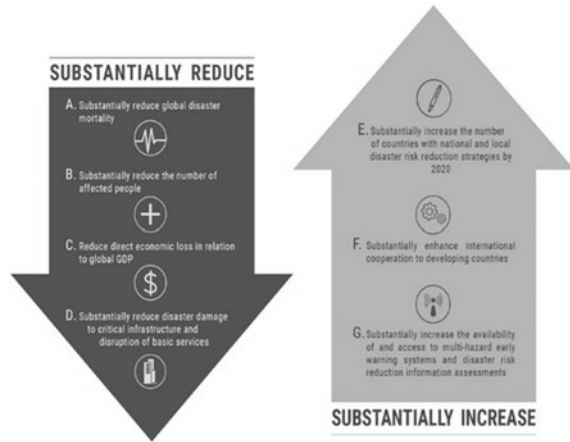 SUBSTANTIALLY REDUCE
A. Substantially reduce global disaster
mortality
B. Substantially reduce the number of
affected people
C. Reduce direct economic loss in relation
to global GDP
$
D. Substantially reduce disaster damage
to critical infrastructure and
disruption of basic services
E. Substantially increase the number
of countries with national and local
disaster risk reduction strategies by
2020
F. Substantially enhance international
cooperation to developing countries
G. Substantially increase the availability
of and access to multi-hazard early
warning systems and disaster risk
reduction information assessments
SUBSTANTIALLY INCREASE